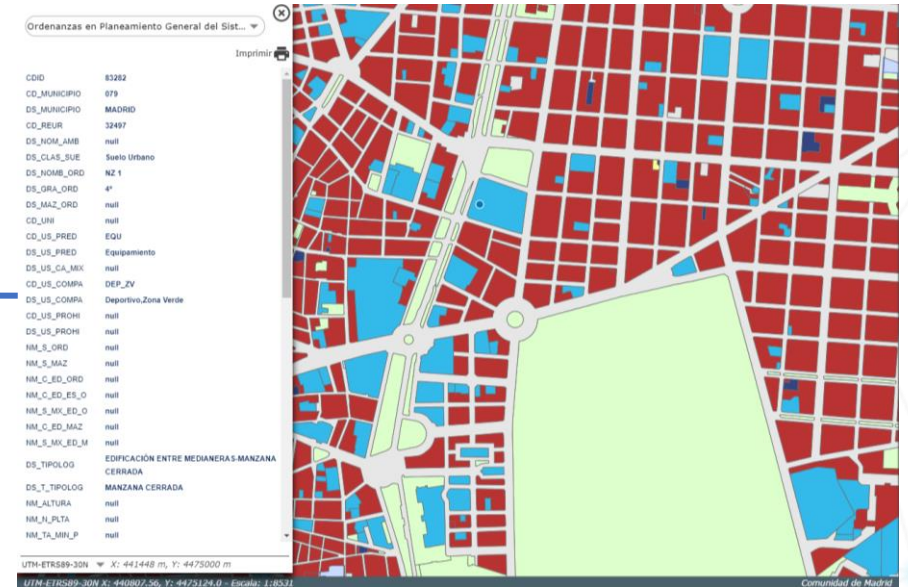 Ordenanzas en Planeamiento General del Sist...
Imprimir
CDID 83282
CD_MUNICIPIO 079
DS_MUNICIPIO MADRID
CD_REUR 32497
DS_NOM_AMB null
DS_CLAS_SUE Suelo Urbano
DS_NOMB_ORD NZ 1
DS_GRA_ORD 4º
DS_MAZ_ORD null
CD_UNI null
CD_US_PRED EQU
DS_US_PRED Equipamiento
DS_US_CA_MIX null
CD_US_COMPA DEP_ZV
DS_US_COMPA Deportivo,Zona Verde
CD_US_PROHI null
DS_US_PROHI null
NM_S_ORD null
NM_S_MAZ null
NM_C_ED_ORD null
NM_C_ED_ES_O null
NM_S_MX_ED_O null
NM_C_ED_MAZ null
NM_S_MX_ED_M null
DS_TIPOLOG EDIFICACIÓN ENTRE MEDIANERAS-MANZANA
CERRADA
DS_T_TIPOLOG MANZANA CERRADA
NM_ALTURA null
NM_N_PLTA null
NM_TA_MIN_P null
UTM-ETRS89-30N X: 441448 m, Y: 4475000 m
UTM-ETRS89-30N X: 440807.56, Y: 4475124.0 - Escala: 1:8531 Comunidad de Madrid